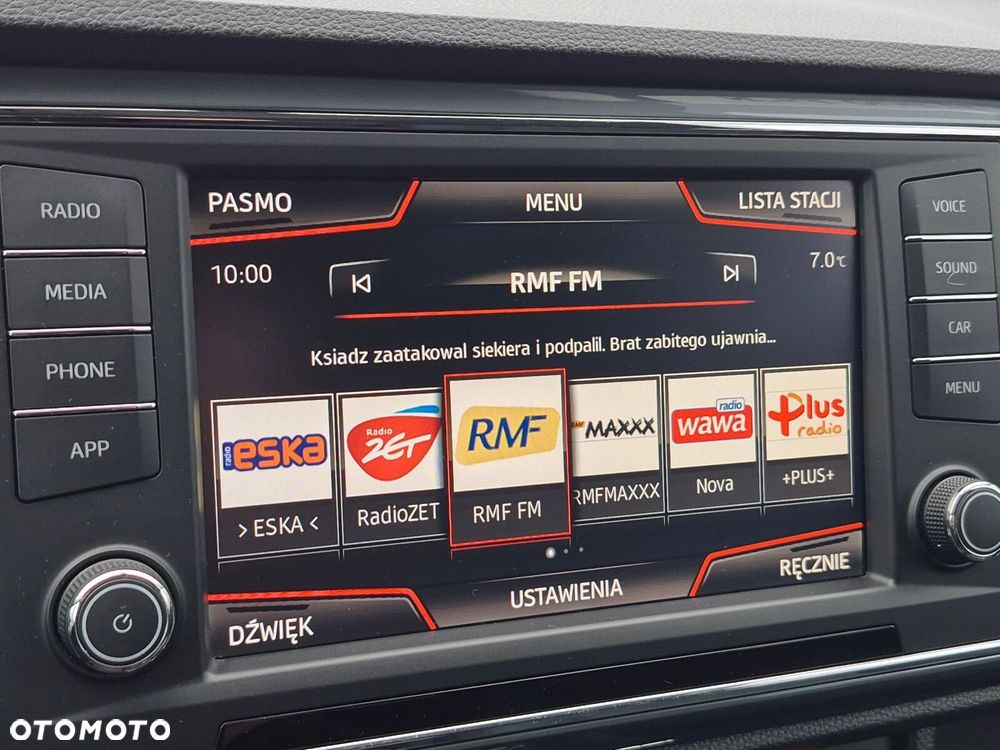 PASMO
MENU
LISTA STACJI
RADIO
VOICE
10:00
RMF FM
7.0°C
SOUND
MEDIA
CAR
Ksiadz zaatakowal siekiera i podpalil. Brat zabitego ujawnia...
PHONE
MENU
APP
radio ESKA
Radio ZET
RMF
RMF MAXXX
radio WAWA
+Plus radio
> ESKA <
RadioZET
RMF FM
RMFMAXXX
Nova
+PLUS+
DŹWIĘK
USTAWIENIA
RĘCZNIE
OTOMOTO